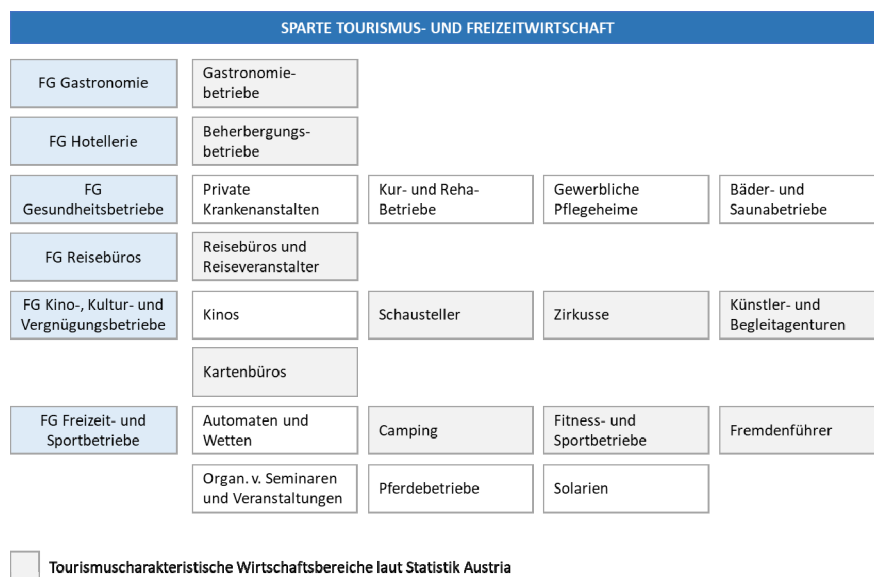 SPARTE TOURISMUS- UND FREIZEITWIRTSCHAFT
FG Gastronomie
Gastronomie-
betriebe
FG Hotellerie
Beherbergungs-
betriebe
FG
Gesundheitsbetriebe
Private
Krankenanstalten
Kur- und Reha-
Betriebe
Gewerbliche
Pflegeheime
Bäder- und
Saunabetriebe
FG Reisebüros
Reisebüros und
Reiseveranstalter
FG Kino-, Kultur- und
Vergnügungsbetriebe
Kinos
Schausteller
Zirkusse
Künstler- und
Begleitagenturen
Kartenbüros
FG Freizeit- und
Sportbetriebe
Automaten und
Wetten
Camping
Fitness- und
Sportbetriebe
Fremdenführer
Organ. v. Seminaren
und Veranstaltungen
Pferdebetriebe
Solarien
Tourismuscharakteristische Wirtschaftsbereiche laut Statistik Austria